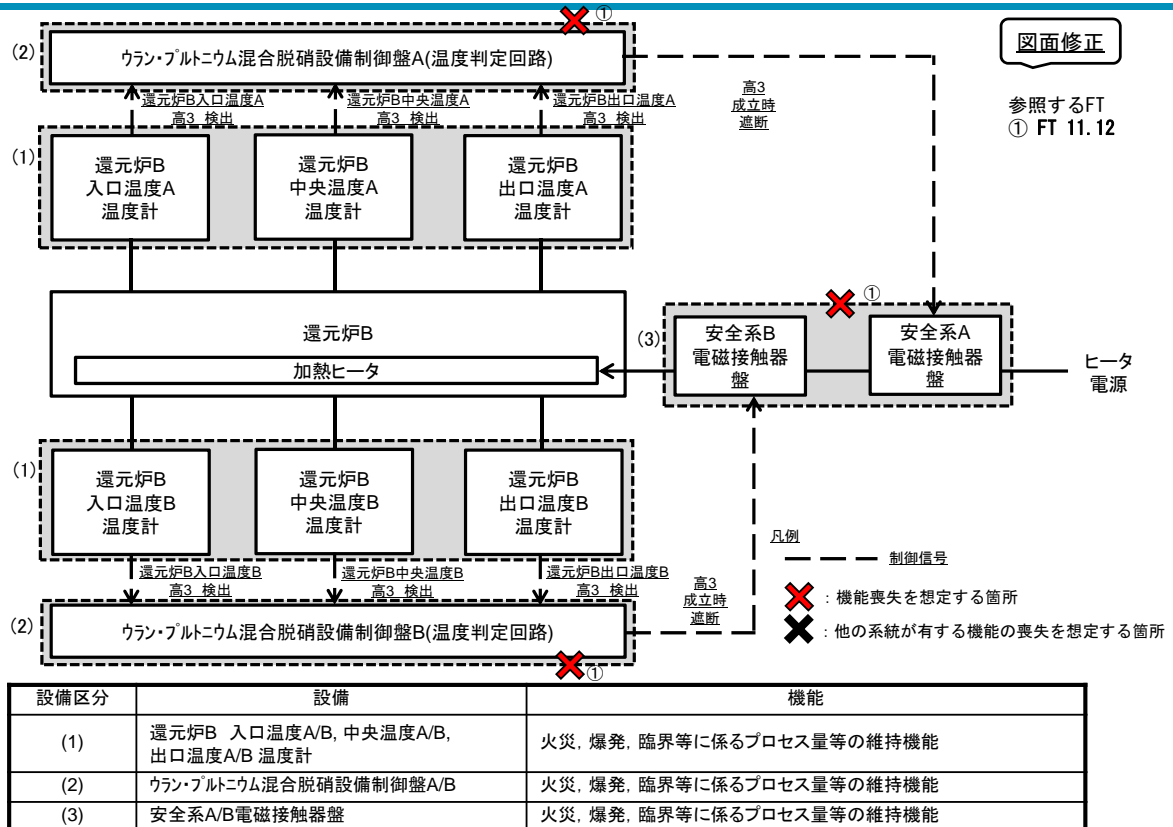 ①
図面修正
(2)
ウラン・プルトニウム混合脱硝設備制御盤A(温度判定回路)
還元炉B入口温度A
高3 検出
還元炉B中央温度A
高3 検出
還元炉B出口温度A
高3 検出
高3
成立時
遮断
参照するFT
① FT 11.12
(1)
還元炉B
入口温度A
温度計
還元炉B
中央温度A
温度計
還元炉B
出口温度A
温度計
還元炉B
加熱ヒータ
①
(3)
安全系B
電磁接触器
盤
安全系A
電磁接触器
盤
ヒータ
電源
(1)
還元炉B
入口温度B
温度計
還元炉B
中央温度B
温度計
還元炉B
出口温度B
温度計
還元炉B入口温度B
高3 検出
還元炉B中央温度B
高3 検出
還元炉B出口温度B
高3 検出
高3
成立時
遮断
(2)
ウラン・プルトニウム混合脱硝設備制御盤B(温度判定回路)
①
凡例
制御信号
：機能喪失を想定する箇所
：他の系統が有する機能の喪失を想定する箇所
設備区分 設備 機能
(1) 還元炉B 入口温度A/B, 中央温度A/B,
出口温度A/B 温度計 火災, 爆発, 臨界等に係るプロセス量等の維持機能
(2) ウラン・プルトニウム混合脱硝設備制御盤A/B 火災, 爆発, 臨界等に係るプロセス量等の維持機能
(3) 安全系A/B電磁接触器盤 火災, 爆発, 臨界等に係るプロセス量等の維持機能